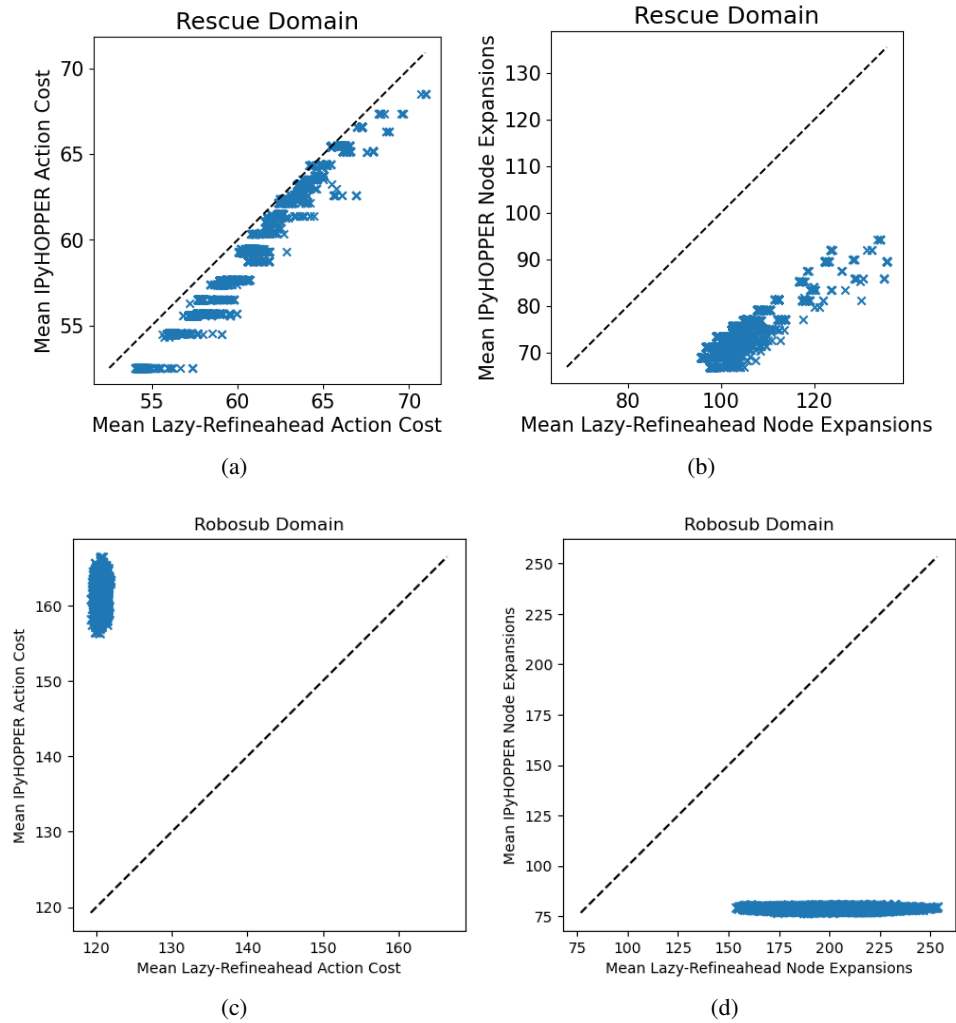 Rescue Domain
Mean IPyHOPPER Action Cost
70
65
60
55
55 60 65 70
Mean Lazy-Refineahead Action Cost
(a)
Rescue Domain
Mean IPyHOPPER Node Expansions
130
120
110
100
90
80
70
80 100 120
Mean Lazy-Refineahead Node Expansions
(b)
Robosub Domain
Mean IPyHOPPER Action Cost
160
150
140
130
120
120 130 140 150 160
Mean Lazy-Refineahead Action Cost
(c)
Robosub Domain
Mean IPyHOPPER Node Expansions
250
225
200
175
150
125
100
75
75 100 125 150 175 200 225 250
Mean Lazy-Refineahead Node Expansions
(d)